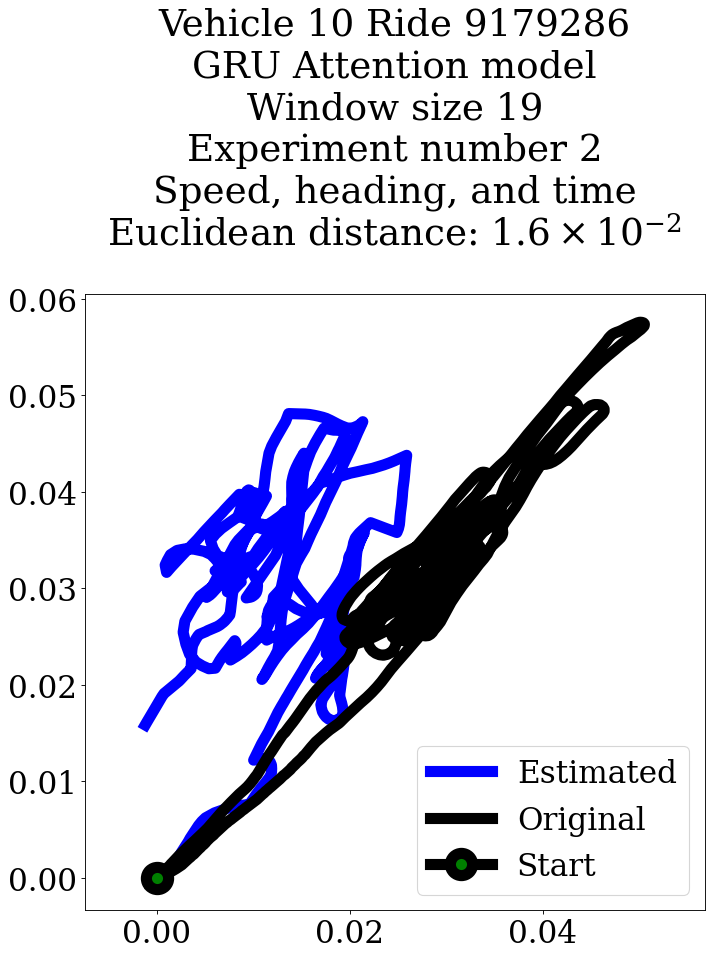 Vehicle 10 Ride 9179286
GRU Attention model
Window size 19
Experiment number 2
Speed, heading, and time
Euclidean distance: 1.6 × 10⁻²
0.06
0.05
0.04
0.03
0.02
0.01
0.00
0.00 0.02 0.04
Estimated
Original
Start